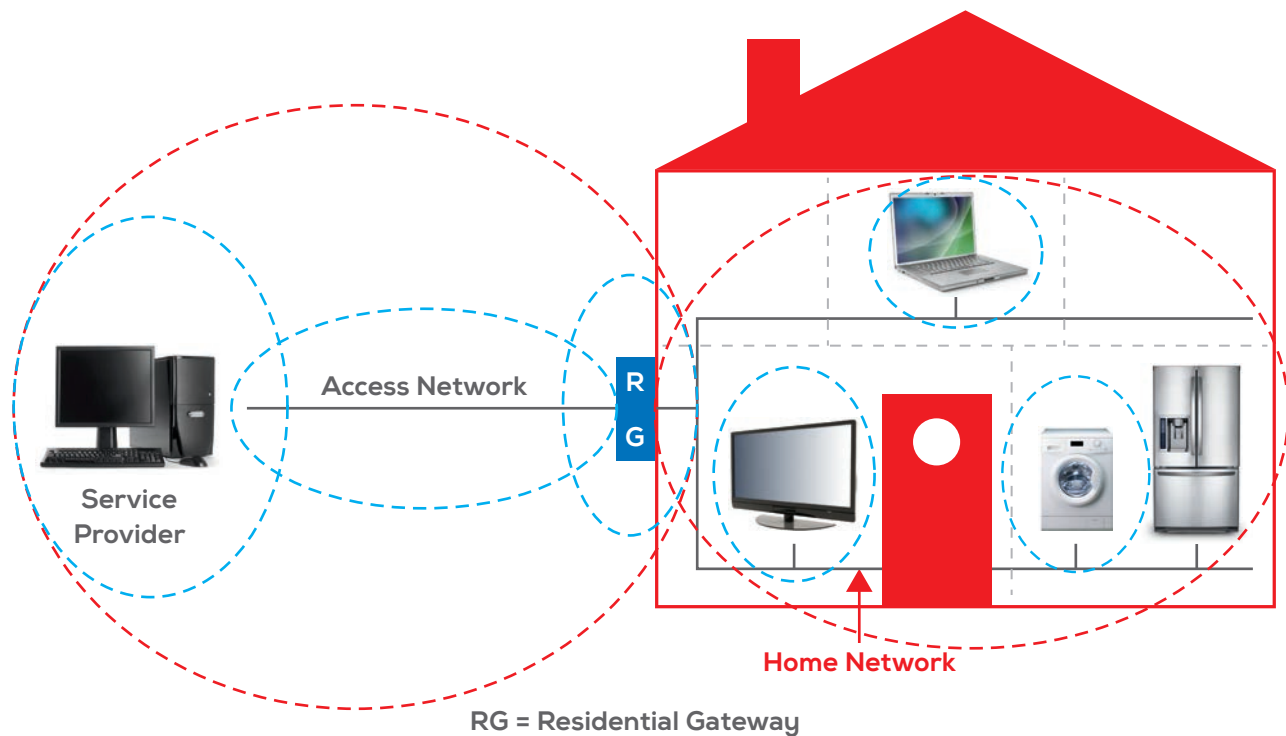 Access Network
R
G
Service
Provider
Home Network
RG = Residential Gateway